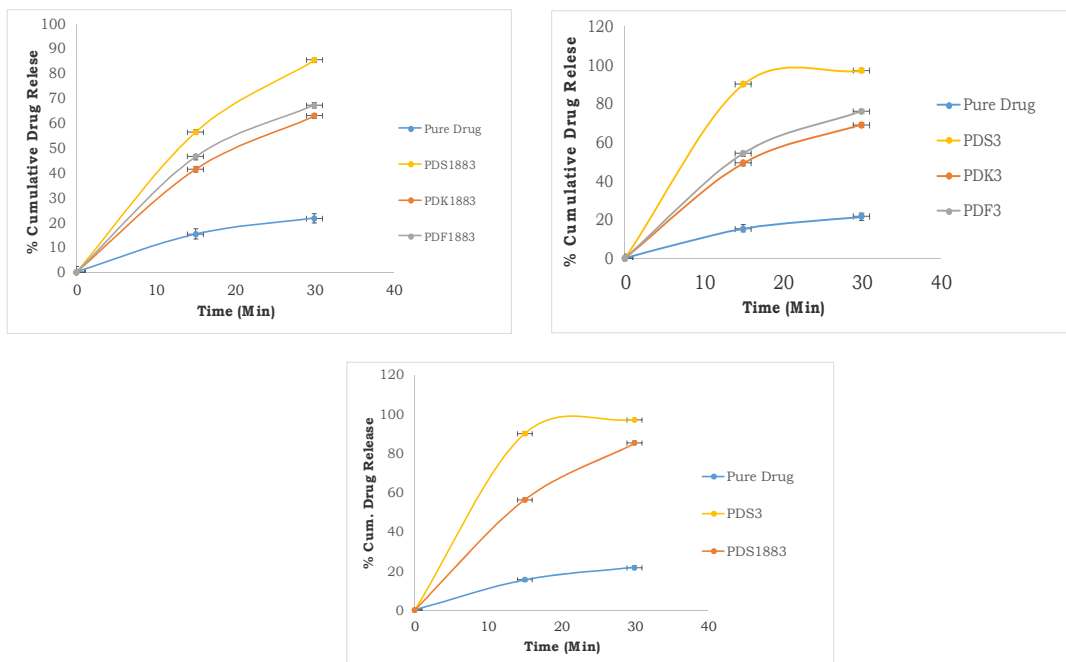 % Cumulative Drug Relese
100
90
80
70
60
50
40
30
20
10
0
0 10 20 30 40
Time (Min)
Pure Drug
PDS1883
PDK1883
PDF1883
% Cumulative Drug Relese
120
100
80
60
40
20
0
0 10 20 30 40
Time (Min)
Pure Drug
PDS3
PDK3
PDF3
% Cum. Drug Release
120
100
80
60
40
20
0
0 10 20 30 40
Time (Min)
Pure Drug
PDS3
PDS1883